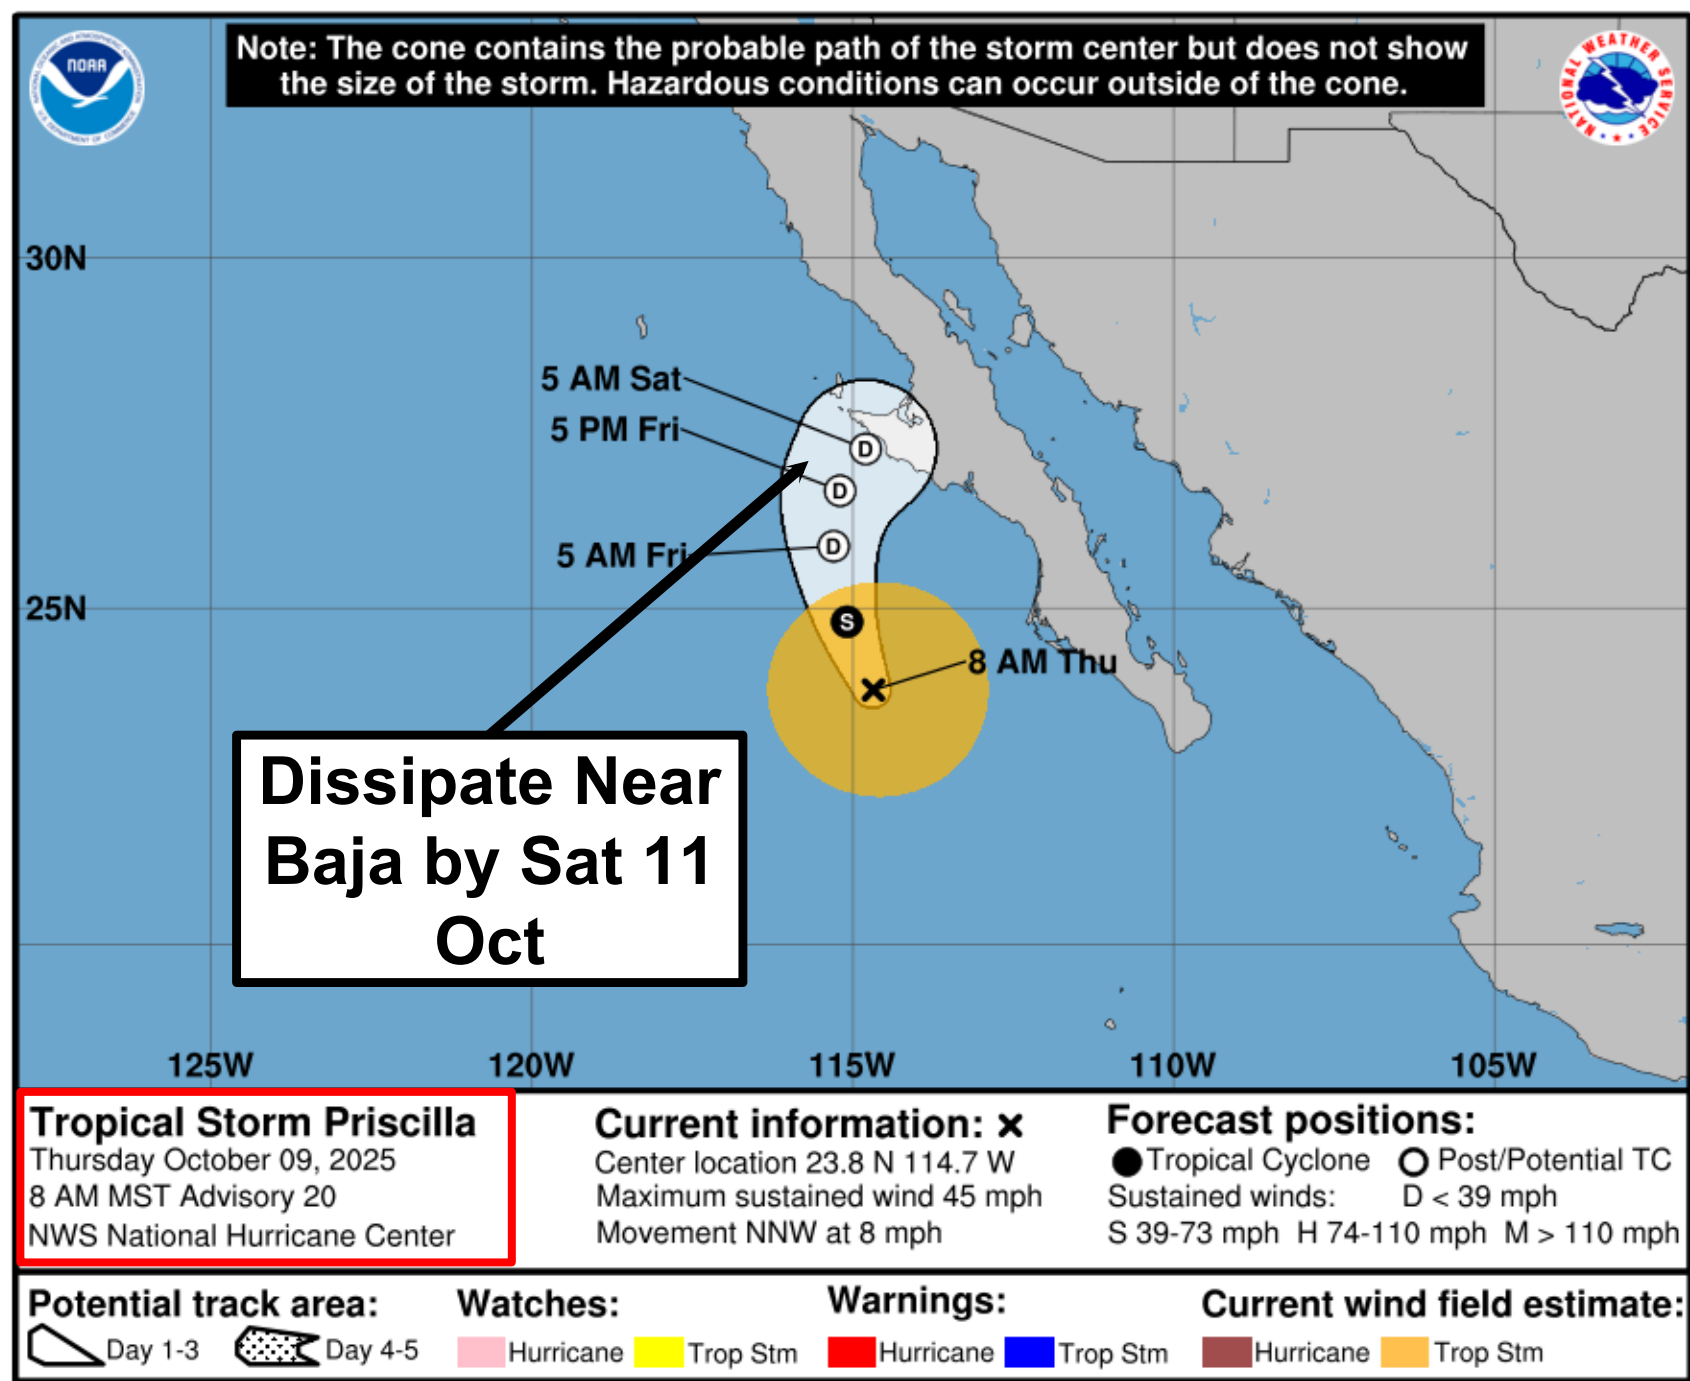 Note: The cone contains the probable path of the storm center but does not show
the size of the storm. Hazardous conditions can occur outside of the cone.
NOAA
NATIONAL WEATHER SERVICE
30N
5 AM Sat
5 PM Fri
D
D
5 AM Fri
D
25N
S
8 AM Thu
Dissipate Near
Baja by Sat 11
Oct
125W
120W
115W
110W
105W
Tropical Storm Priscilla
Thursday October 09, 2025
8 AM MST Advisory 20
NWS National Hurricane Center
Current information: ×
Center location 23.8 N 114.7 W
Maximum sustained wind 45 mph
Movement NNW at 8 mph
Forecast positions:
Tropical Cyclone
Post/Potential TC
Sustained winds:
D < 39 mph
S 39-73 mph
H 74-110 mph
M > 110 mph
Potential track area:
Day 1-3
Day 4-5
Watches:
Hurricane
Trop Stm
Warnings:
Hurricane
Trop Stm
Current wind field estimate:
Hurricane
Trop Stm